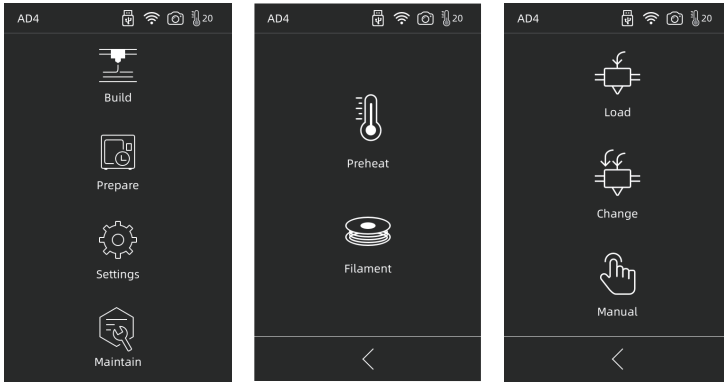 AD4 20
Build
Prepare
Settings
Maintain
AD4 20
Preheat
Filament
AD4 20
Load
Change
Manual